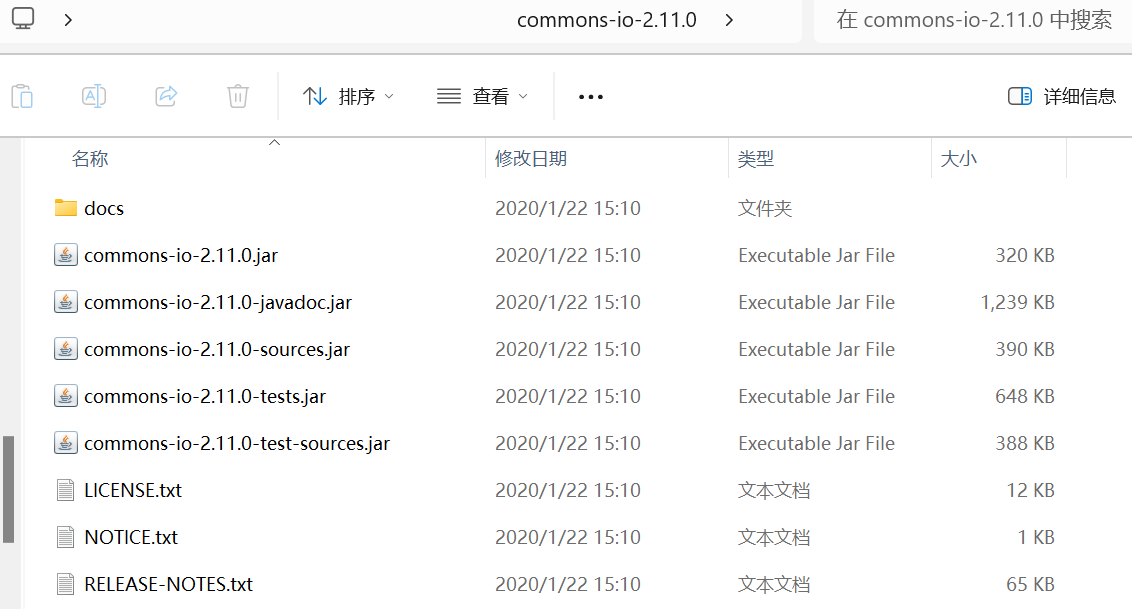 commons-io-2.11.0
在 commons-io-2.11.0 中搜索
排序 查看 详细信息
名称 修改日期 类型 大小
docs 2020/1/22 15:10 文件夹
commons-io-2.11.0.jar 2020/1/22 15:10 Executable Jar File 320 KB
commons-io-2.11.0-javadoc.jar 2020/1/22 15:10 Executable Jar File 1,239 KB
commons-io-2.11.0-sources.jar 2020/1/22 15:10 Executable Jar File 390 KB
commons-io-2.11.0-tests.jar 2020/1/22 15:10 Executable Jar File 648 KB
commons-io-2.11.0-test-sources.jar 2020/1/22 15:10 Executable Jar File 388 KB
LICENSE.txt 2020/1/22 15:10 文本文档 12 KB
NOTICE.txt 2020/1/22 15:10 文本文档 1 KB
RELEASE-NOTES.txt 2020/1/22 15:10 文本文档 65 KB